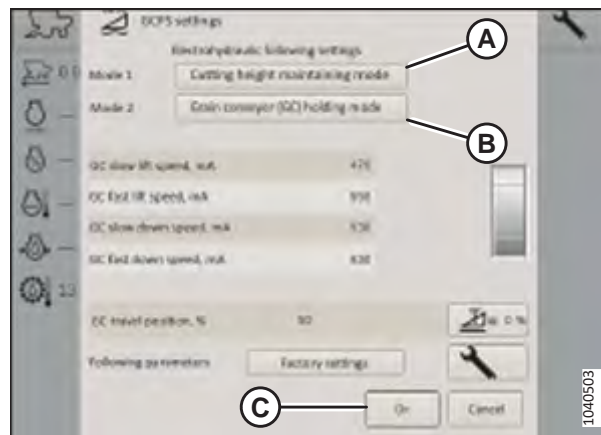 GCPS settings
A
Electrohydraulic following settings
Mode 1 Cutting height maintaining mode
Mode 2 Grain conveyor (GC) holding mode
B
GC slow lift speed, mA
GC fast lift speed, mA
GC slow down speed, mA
GC fast down speed, mA
GC travel position, %
0 %
Following parameters Factory settings
C
Cancel
1040503